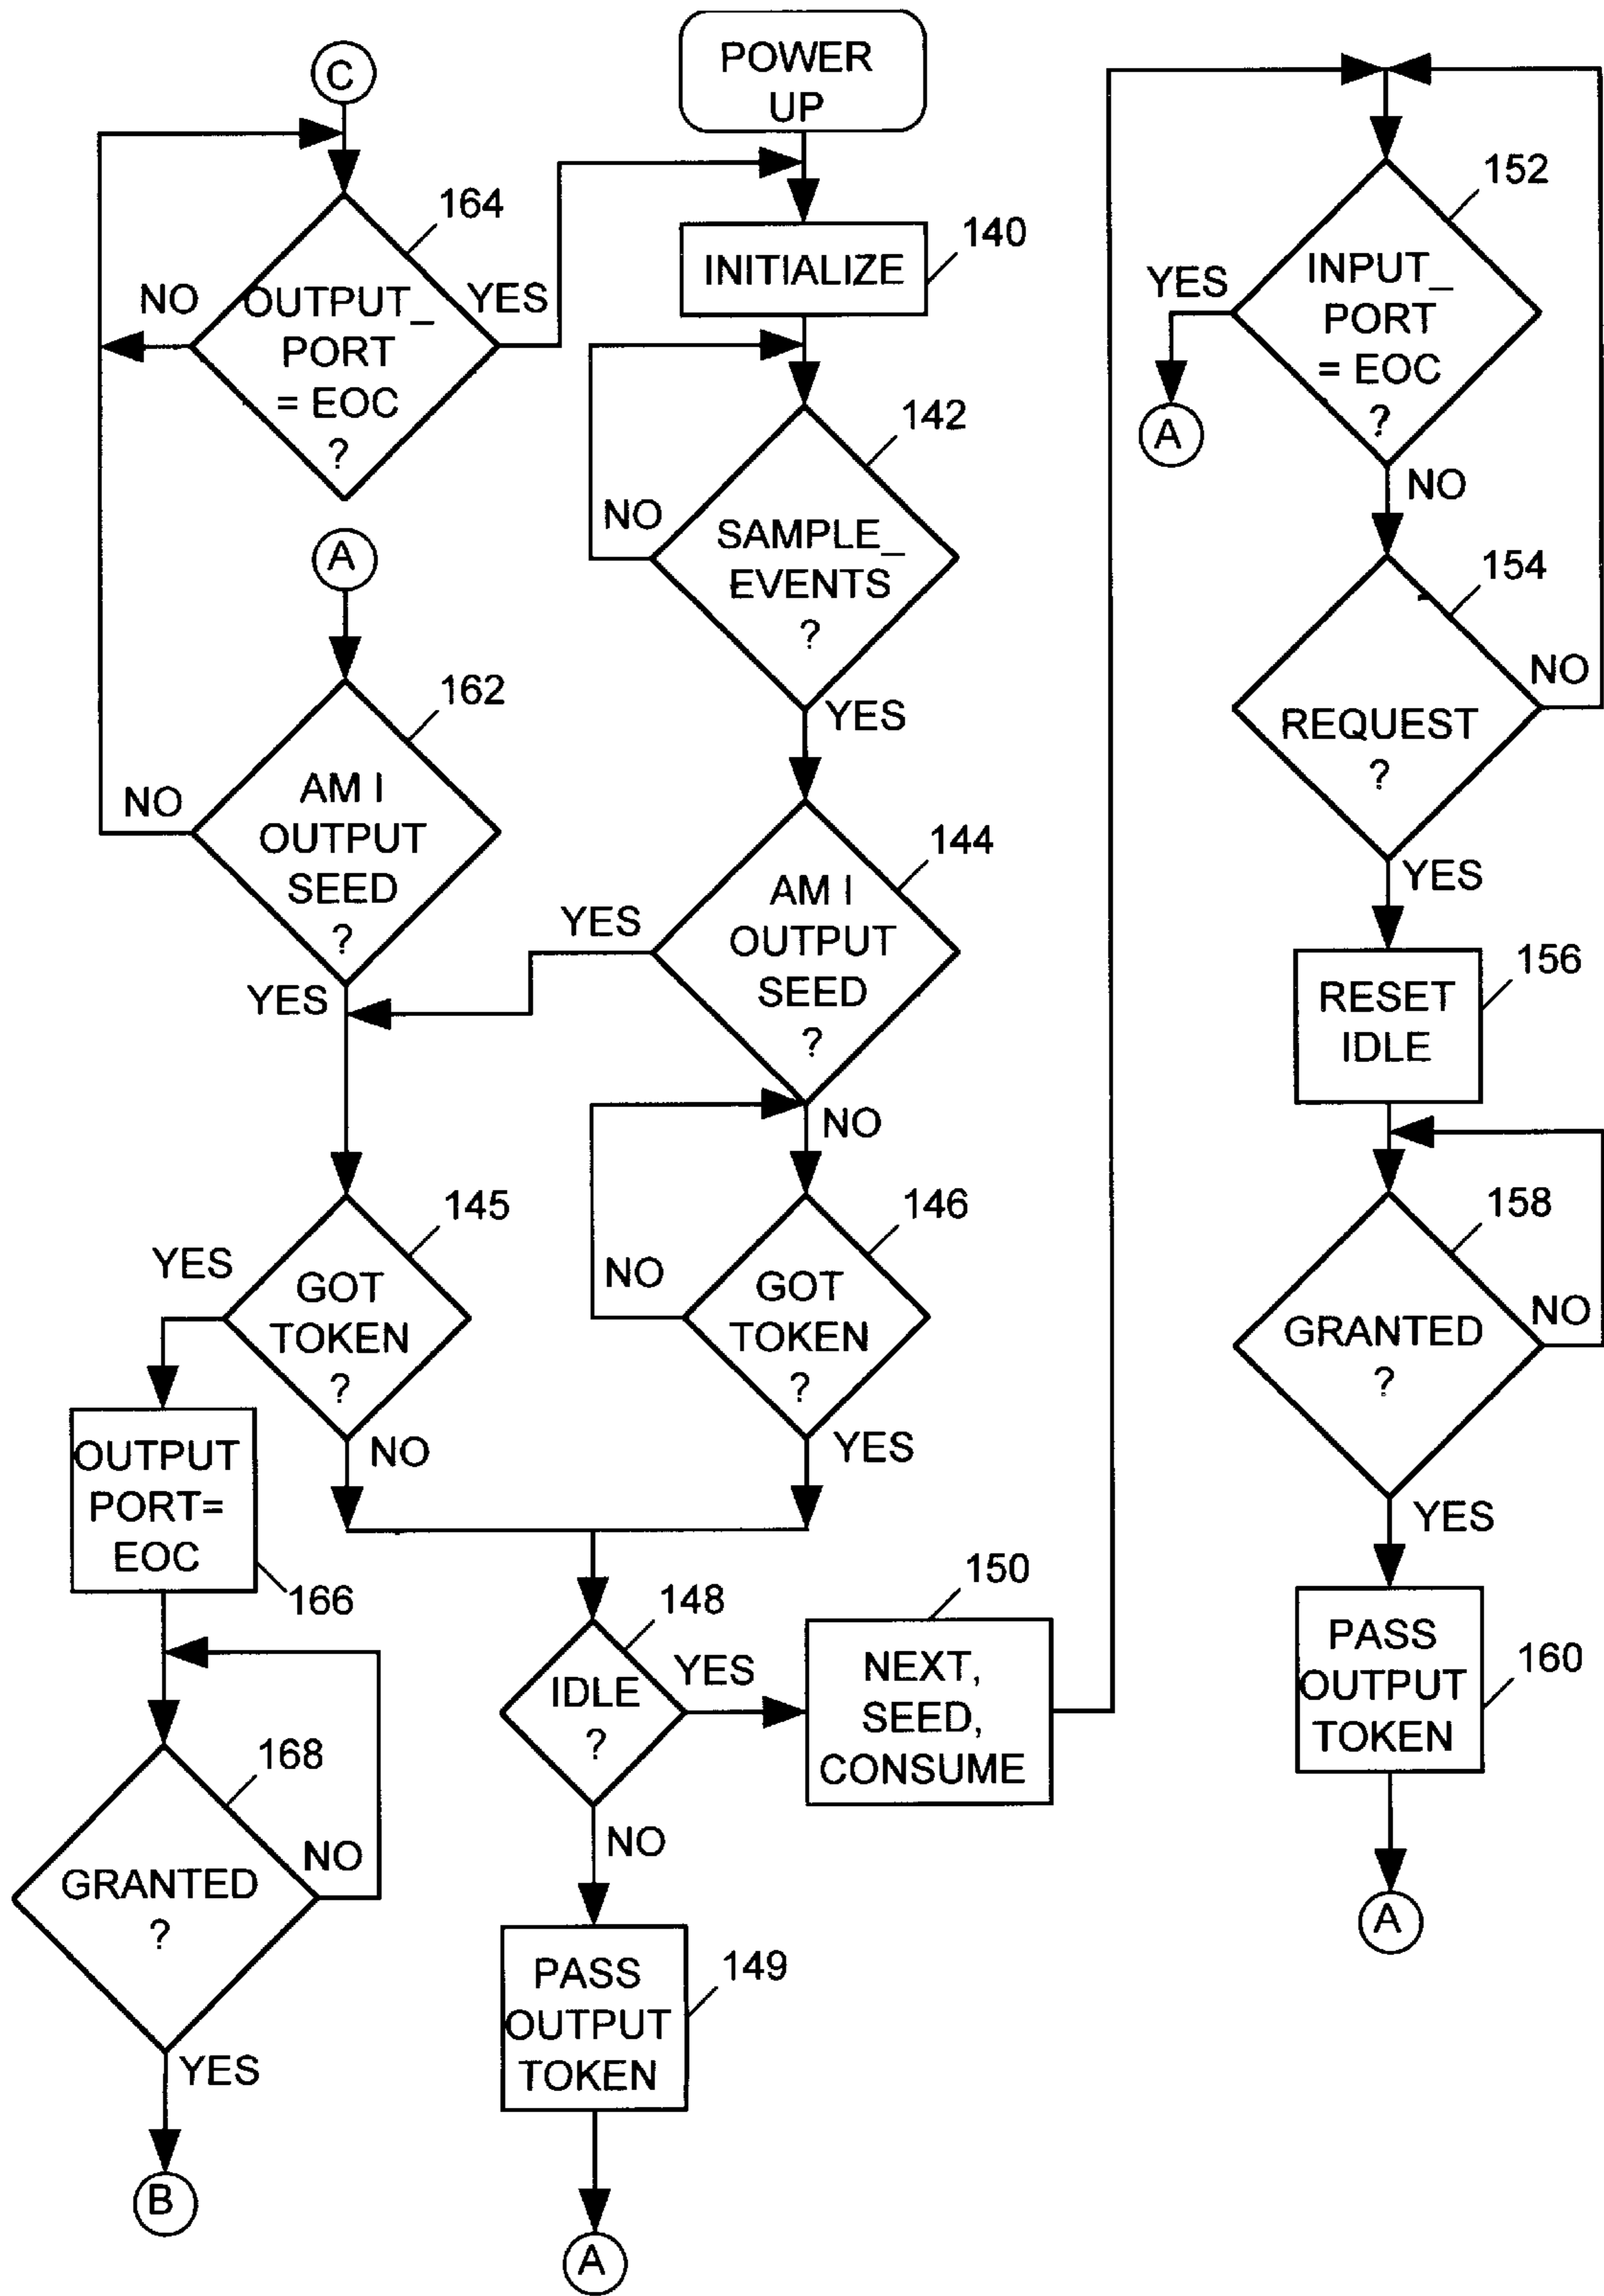 C
164
NO
YES
OUTPUT_
PORT
= EOC
?
A
162
NO
AM I
OUTPUT
SEED
?
YES
145
YES
GOT
TOKEN
?
NO
OUTPUT
PORT=
EOC
166
168
NO
GRANTED
?
YES
B
POWER
UP
140
INITIALIZE
142
NO
SAMPLE_
EVENTS
?
YES
144
YES
AM I
OUTPUT
SEED
?
NO
146
NO
GOT
TOKEN
?
YES
148
YES
IDLE
?
NO
150
NEXT,
SEED,
CONSUME
149
PASS
OUTPUT
TOKEN
A
152
YES
INPUT_
PORT
= EOC
?
A
NO
154
NO
REQUEST
?
YES
156
RESET
IDLE
158
NO
GRANTED
?
YES
160
PASS
OUTPUT
TOKEN
A